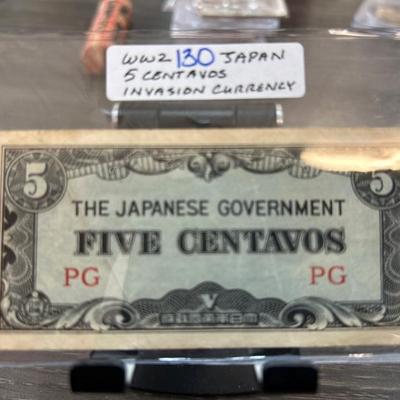 WW2 130 JAPAN
5 CENTAVOS
INVASION CURRENCY
5 5
THE JAPANESE GOVERNMENT
FIVE CENTAVOS
PG PG
V